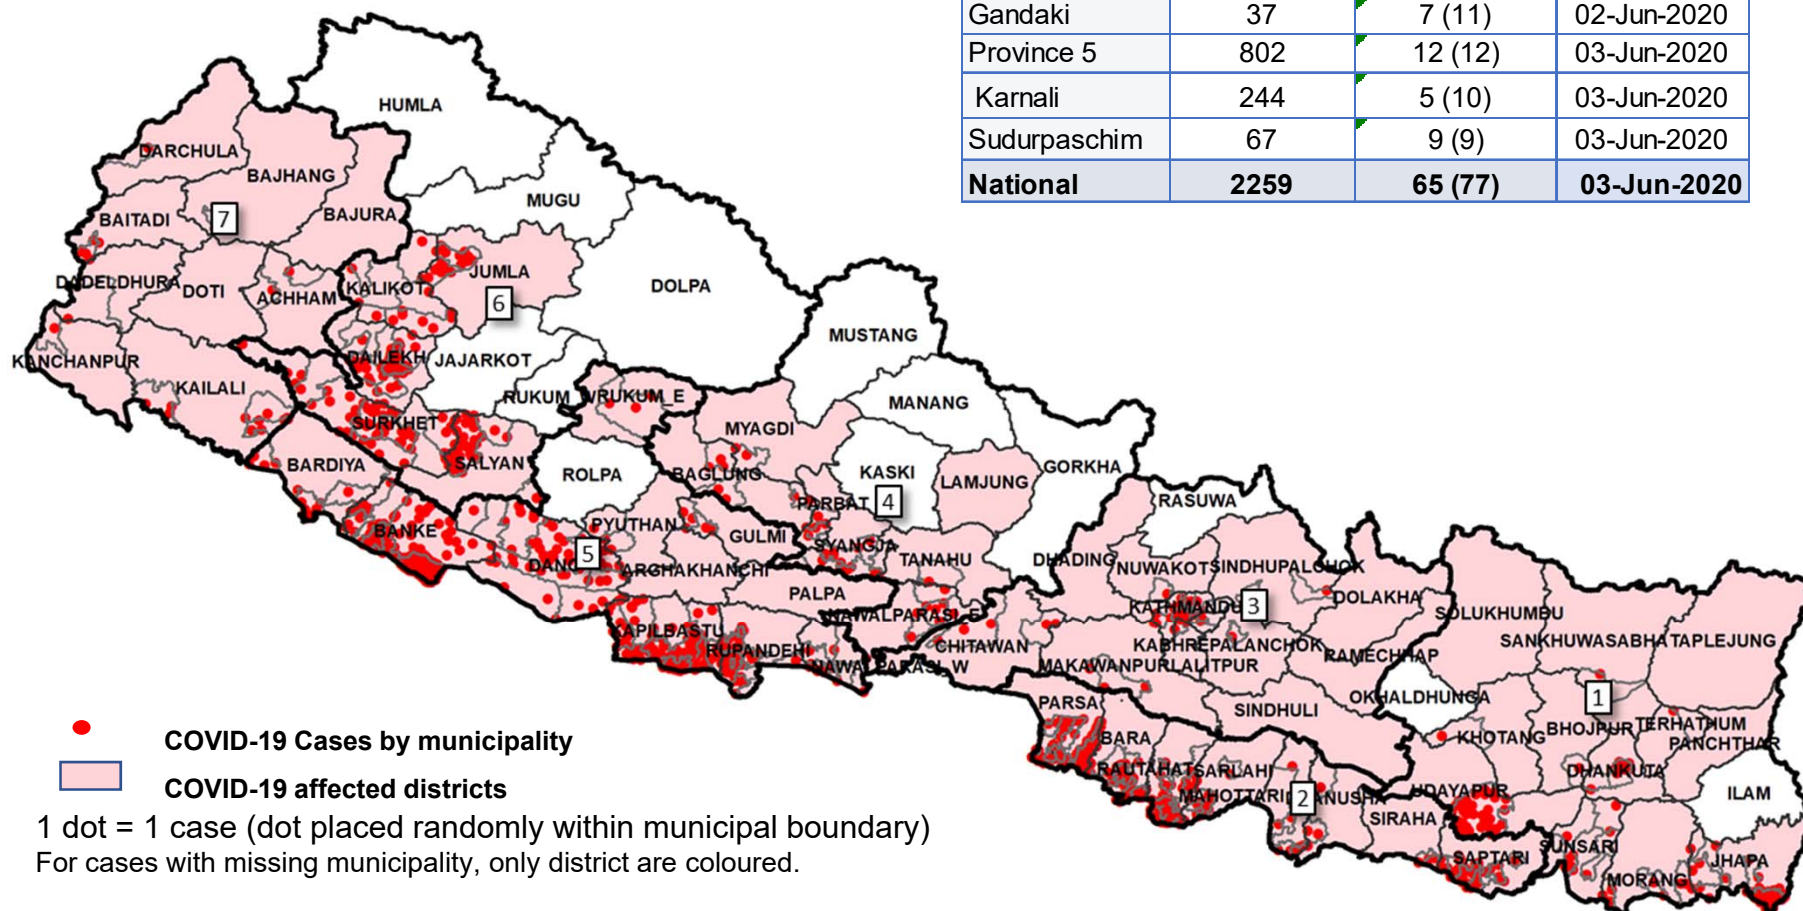 Gandaki 37 7 (11) 02-Jun-2020
Province 5 802 12 (12) 03-Jun-2020
Karnali 244 5 (10) 03-Jun-2020
Sudurpaschim 67 9 (9) 03-Jun-2020
National 2259 65 (77) 03-Jun-2020
HUMLA
DARCHULA
BAJHANG
MUGU
BAJURA
BAITADI
7
JUMLA
DADELDHURA
DOTI
ACHHAM
KALIKOT
DOLPA
6
MUSTANG
KANCHANPUR
DAILEKH
JAJARKOT
KAILALI
RUKUM_W
RUKUM_E
MANANG
SURKHET
MYAGDI
BARDIYA
SALYAN
ROLPA
BAGLUNG
KASKI
LAMJUNG
GORKHA
PARBAT
4
RASUWA
BANKE
PYUTHAN
GULMI
SYANGJA
5
DANG
ARGHAKHANCHI
TANAHU
DHADING
NUWAKOT
SINDHUPALCHOK
PALPA
DOLAKHA
KATHMANDU
3
SOLUKHUMBU
NAWALPARASI_E
KAPILBASTU
RUPANDEHI
CHITAWAN
KABHREPALANCHOK
SANKHUWASABHA
TAPLEJUNG
NAWALPARASI_W
MAKAWANPUR
LALITPUR
RAMECHHAP
OKHALDHUNGA
1
PARSA
SINDHULI
BHOJPUR
TERHATHUM
BARA
KHOTANG
PANCHTHAR
RAUTAHAT
SARLAHI
DHANKUTA
MAHOTTARI
2
DHANUSHA
UDAYAPUR
ILAM
SIRAHA
SAPTARI
SUNSARI
JHAPA
MORANG
COVID-19 Cases by municipality
COVID-19 affected districts
1 dot = 1 case (dot placed randomly within municipal boundary)
For cases with missing municipality, only district are coloured.